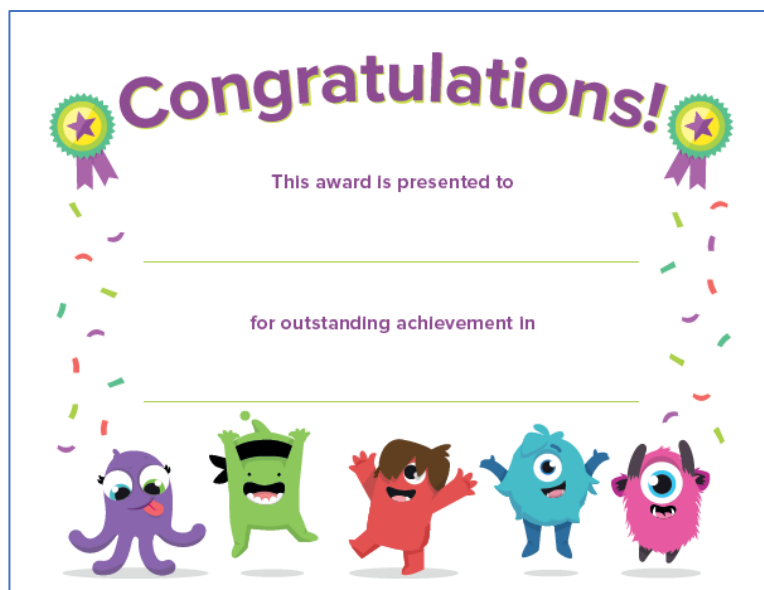 Congratulations!
This award is presented to
for outstanding achievement in